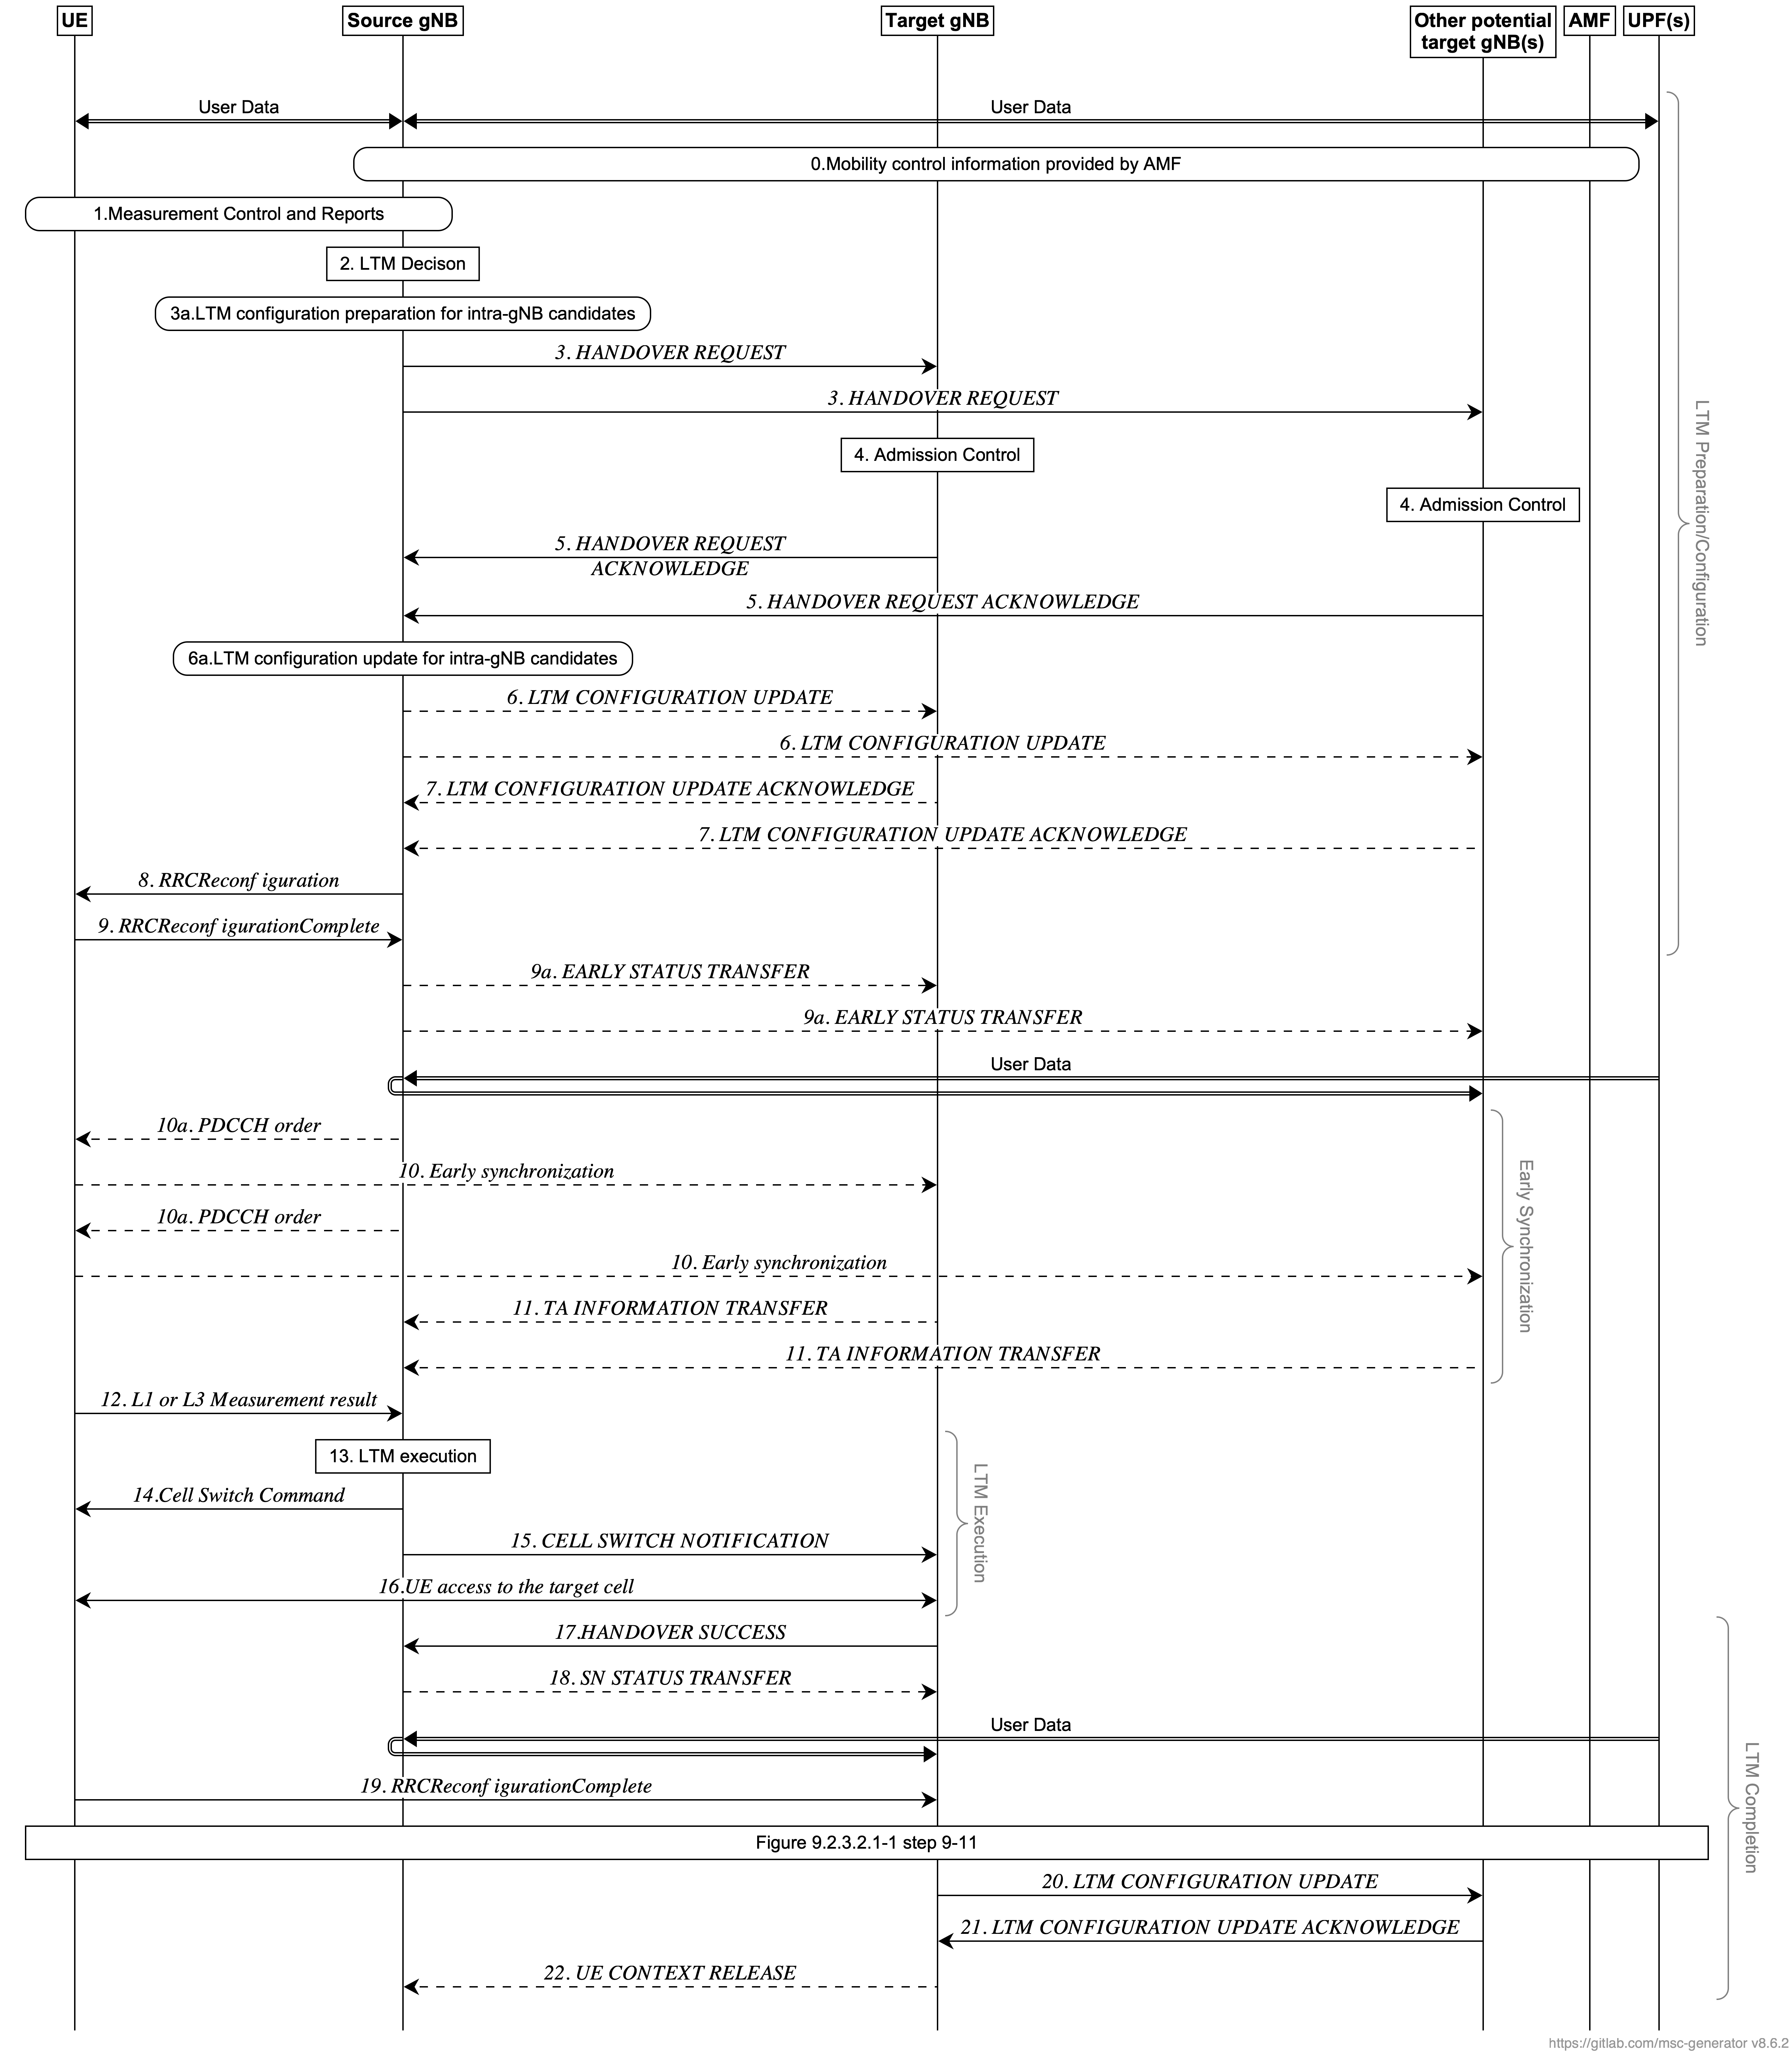 UE
Source gNB
Target gNB
Other potential
target gNB(s)
AMF
UPF(s)
User Data
User Data
0.Mobility control information provided by AMF
1.Measurement Control and Reports
2. LTM Decison
3a.LTM configuration preparation for intra-gNB candidates
3. HANDOVER REQUEST
3. HANDOVER REQUEST
4. Admission Control
4. Admission Control
5. HANDOVER REQUEST
ACKNOWLEDGE
5. HANDOVER REQUEST ACKNOWLEDGE
6a.LTM configuration update for intra-gNB candidates
6. LTM CONFIGURATION UPDATE
6. LTM CONFIGURATION UPDATE
7. LTM CONFIGURATION UPDATE ACKNOWLEDGE
7. LTM CONFIGURATION UPDATE ACKNOWLEDGE
8. RRCReconf iguration
9. RRCReconf igurationComplete
LTM Preparation/Configuration
9a. EARLY STATUS TRANSFER
9a. EARLY STATUS TRANSFER
User Data
10a. PDCCH order
10. Early synchronization
10a. PDCCH order
10. Early synchronization
11. TA INFORMATION TRANSFER
11. TA INFORMATION TRANSFER
Early Synchronization
12. L1 or L3 Measurement result
13. LTM execution
14.Cell Switch Command
15. CELL SWITCH NOTIFICATION
16.UE access to the target cell
LTM Execution
17.HANDOVER SUCCESS
18. SN STATUS TRANSFER
User Data
19. RRCReconf igurationComplete
Figure 9.2.3.2.1-1 step 9-11
20. LTM CONFIGURATION UPDATE
21. LTM CONFIGURATION UPDATE ACKNOWLEDGE
22. UE CONTEXT RELEASE
LTM Completion
https://gitlab.com/msc-generator v8.6.2